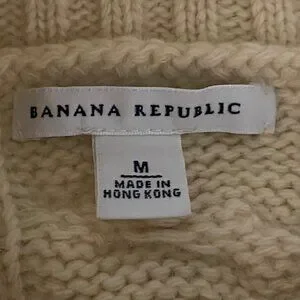 BANANA REPUBLIC
M
MADE IN
HONG KONG